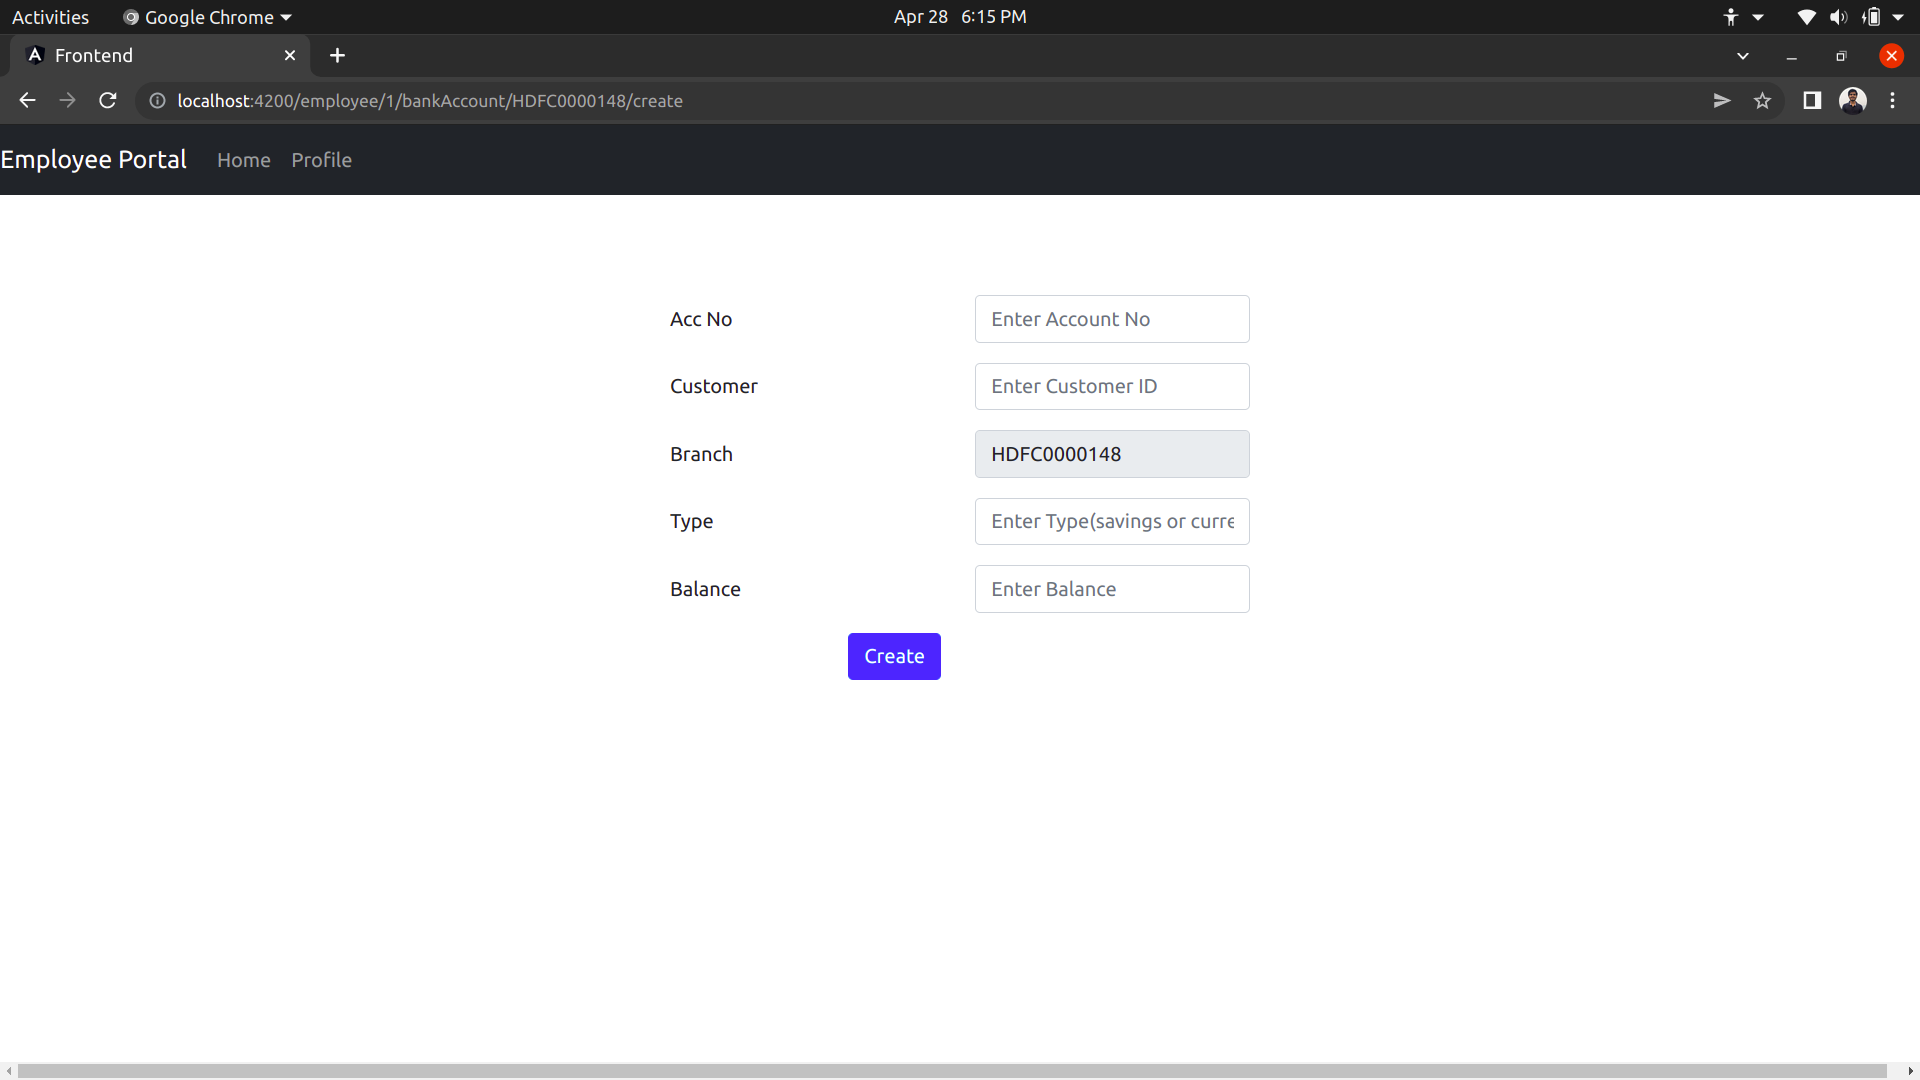 Activities Google Chrome Apr 28 6:15 PM
Frontend
localhost:4200/employee/1/bankAccount/HDFC0000148/create
Employee Portal Home Profile
Acc No Enter Account No
Customer Enter Customer ID
Branch HDFC0000148
Type Enter Type(savings or curre
Balance Enter Balance
Create